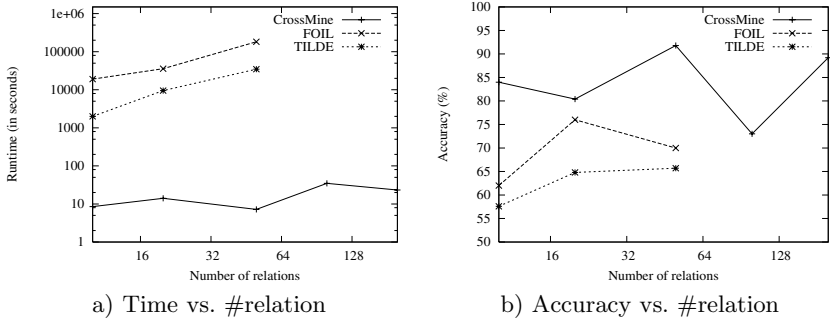 1e+06
100000
10000
1000
100
10
1
Runtime (in seconds)
CrossMine
FOIL
TILDE
16 32 64 128
Number of relations
a) Time vs. #relation
100
95
90
85
80
75
70
65
60
55
50
Accuracy (%)
CrossMine
FOIL
TILDE
16 32 64 128
Number of relations
b) Accuracy vs. #relation